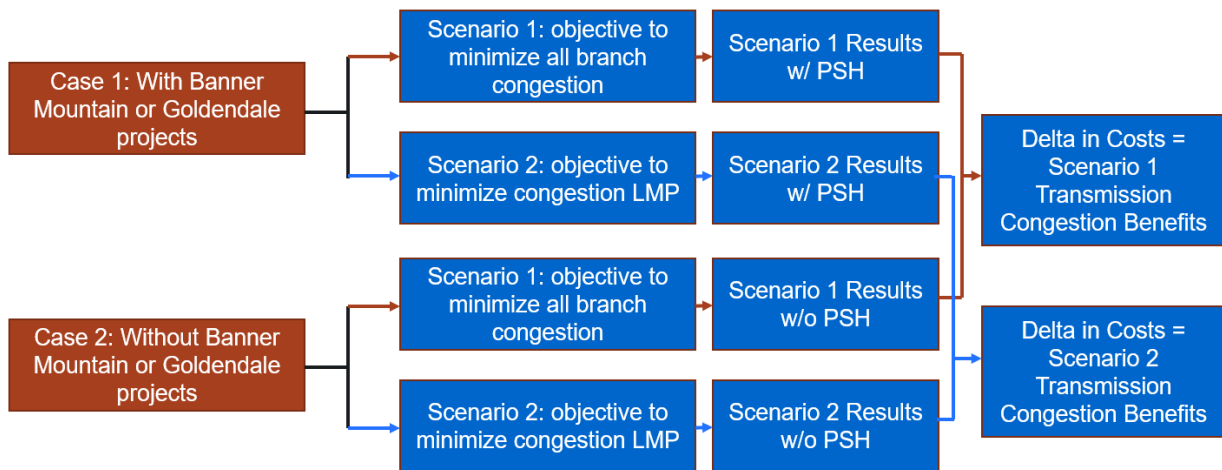 Case 1: With Banner
Mountain or Goldendale
projects
Scenario 1: objective to
minimize all branch
congestion
Scenario 1 Results
w/ PSH
Scenario 2: objective to
minimize congestion LMP
Scenario 2 Results
w/ PSH
Delta in Costs =
Scenario 1
Transmission
Congestion Benefits
Case 2: Without Banner
Mountain or Goldendale
projects
Scenario 1: objective to
minimize all branch
congestion
Scenario 1 Results
w/o PSH
Scenario 2: objective to
minimize congestion LMP
Scenario 2 Results
w/o PSH
Delta in Costs =
Scenario 2
Transmission
Congestion Benefits